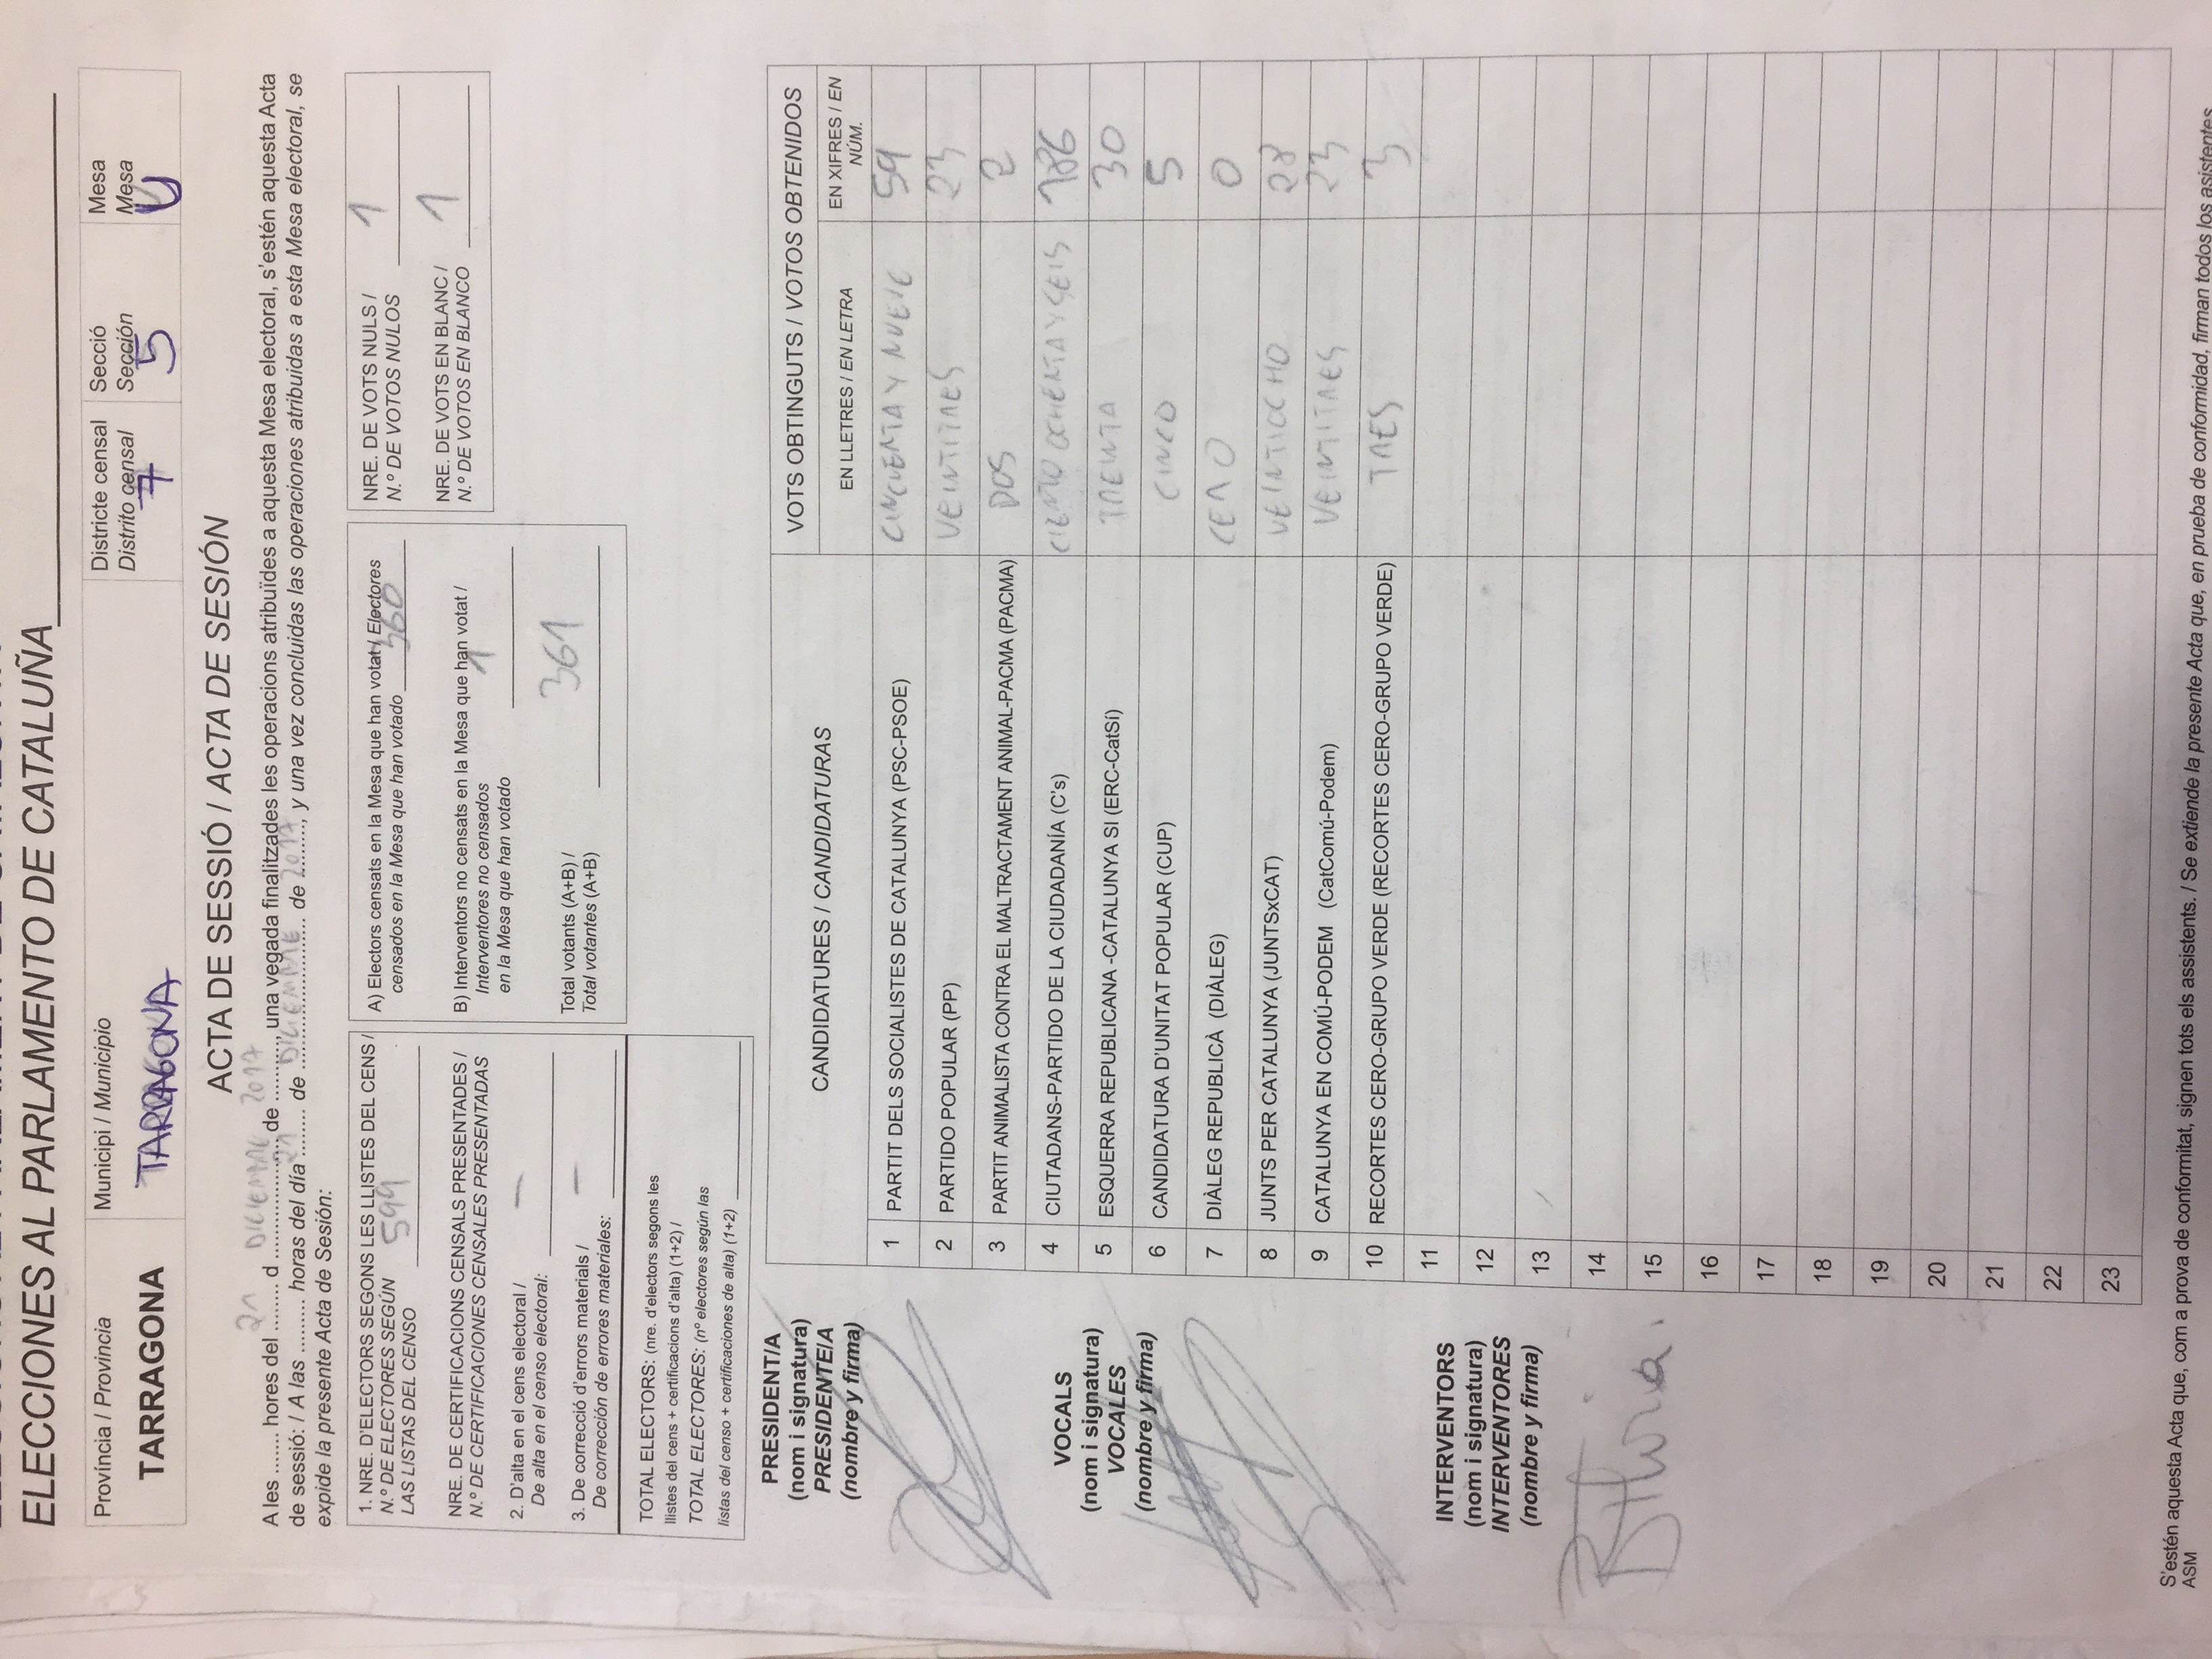 ELECCIONES AL PARLAMENTO DE CATALUÑA
Província / Provincia
TARRAGONA
Municipi / Municipio
TARRAGONA
Districte censal
Distrito censal
7
Secció
Sección
5
Mesa
Mesa
U
ACTA DE SESSIÓ / ACTA DE SESIÓN
A les ....... hores del 21 d DICIEMBRE de 2017, una vegada finalitzades les operacions atribuïdes a aquesta Mesa electoral, s'estén aquesta Acta
de sessió: / A las ......... horas del día 21 de DICIEMBRE de 2017, y una vez concluidas las operaciones atribuidas a esta Mesa electoral, se
expide la presente Acta de Sesión:
1. NRE. D'ELECTORS SEGONS LES LLISTES DEL CENS /
N.º DE ELECTORES SEGÚN
LAS LISTAS DEL CENSO 599
NRE. DE CERTIFICACIONS CENSALS PRESENTADES /
N.º DE CERTIFICACIONES CENSALES PRESENTADAS
2. D'alta en el cens electoral / –
De alta en el censo electoral:
3. De correcció d'errors materials / –
De corrección de errores materiales:
TOTAL ELECTORS: (nre. d'electors segons les
llistes del cens + certificacions d'alta) (1+2) /
TOTAL ELECTORES: (nº electores según las
listas del censo + certificaciones de alta) (1+2)
A) Electors censats en la Mesa que han votat / Electores
censados en la Mesa que han votado 360
B) Interventors no censats en la Mesa que han votat /
Interventores no censados 1
en la Mesa que han votado
Total votants (A+B) / 361
Total votantes (A+B)
NRE. DE VOTS NULS / 1
N.º DE VOTOS NULOS
NRE. DE VOTS EN BLANC / 1
N.º DE VOTOS EN BLANCO
PRESIDENT/A
(nom i signatura)
PRESIDENTE/A
(nombre y firma)
VOCALS
(nom i signatura)
VOCALES
(nombre y firma)
INTERVENTORS
(nom i signatura)
INTERVENTORES
(nombre y firma)
CANDIDATURES / CANDIDATURAS
VOTS OBTINGUTS / VOTOS OBTENIDOS
EN LLETRES / EN LETRA
EN XIFRES / EN
NÚM.
1 PARTIT DELS SOCIALISTES DE CATALUNYA (PSC-PSOE) CINCUENTA Y NUEVE 59
2 PARTIDO POPULAR (PP) VEINTITRES 23
3 PARTIT ANIMALISTA CONTRA EL MALTRACTAMENT ANIMAL-PACMA (PACMA) DOS 2
4 CIUTADANS-PARTIDO DE LA CIUDADANÍA (C's) CIENTO OCHENTA Y SEIS 186
5 ESQUERRA REPUBLICANA -CATALUNYA SI (ERC-CatSí) TREINTA 30
6 CANDIDATURA D'UNITAT POPULAR (CUP) CINCO 5
7 DIÀLEG REPUBLICÀ (DIÀLEG) CERO 0
8 JUNTS PER CATALUNYA (JUNTSxCAT) VEINTIOCHO 28
9 CATALUNYA EN COMÚ-PODEM (CatComú-Podem) VEINTITRES 23
10 RECORTES CERO-GRUPO VERDE (RECORTES CERO-GRUPO VERDE) TRES 3
11
12
13
14
15
16
17
18
19
20
21
22
23
S'estén aquesta Acta que, com a prova de conformitat, signen tots els assistents. / Se extiende la presente Acta que, en prueba de conformidad, firman todos los asistentes
ASM